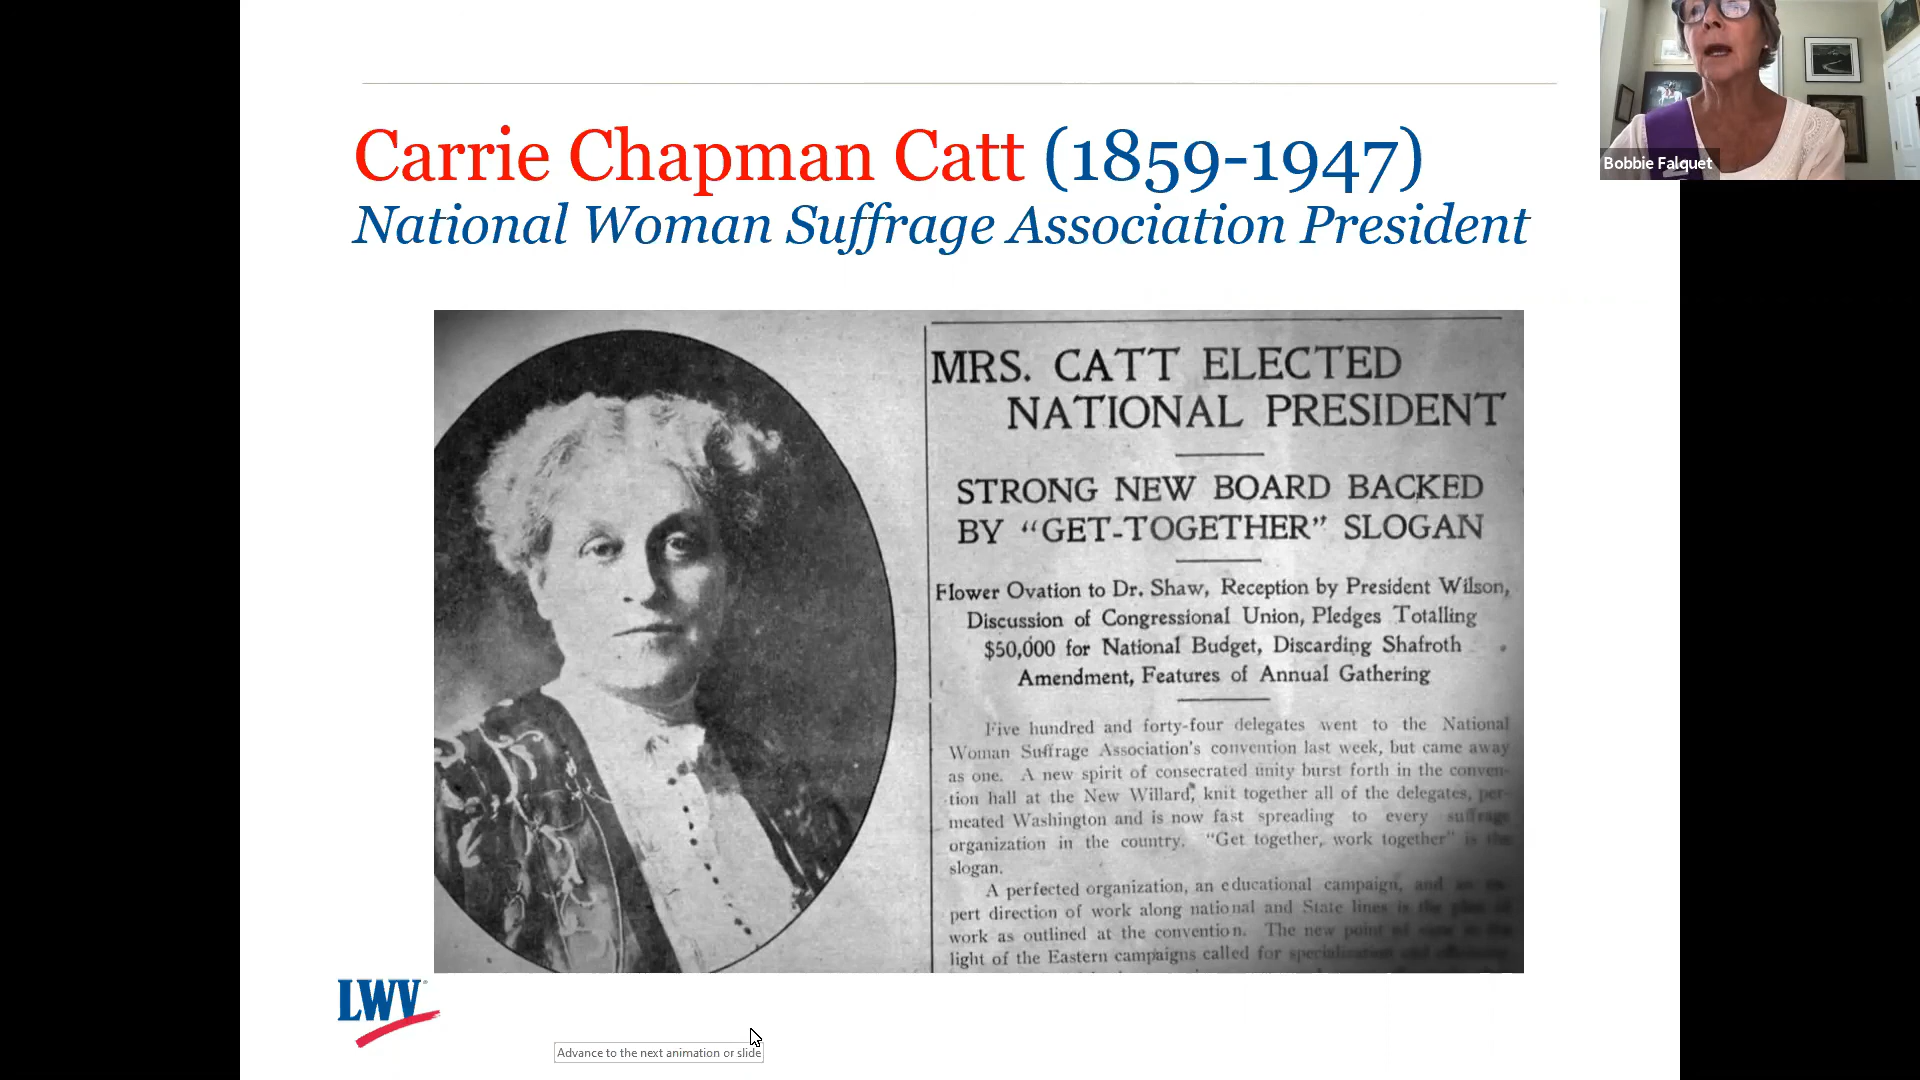 Carrie Chapman Catt (1859-1947)
National Woman Suffrage Association President
Bobbie Falquet
MRS. CATT ELECTED
NATIONAL PRESIDENT
STRONG NEW BOARD BACKED
BY “GET-TOGETHER” SLOGAN
Flower Ovation to Dr. Shaw, Reception by President Wilson,
Discussion of Congressional Union, Pledges Totalling
$50,000 for National Budget, Discarding Shafroth
Amendment, Features of Annual Gathering
Five hundred and forty-four delegates went to the National
Woman Suffrage Association's convention last week, but came away
as one. A new spirit of consecrated unity burst forth in the conven-
tion hall at the New Willard, knit together all of the delegates, per-
meated Washington and is now fast spreading to every suffrage
organization in the country. “Get together, work together” is the
slogan.
A perfected organization, an educational campaign, and
pert direction of work along national and State lines is the
work as outlined at the convention. The new point
light of the Eastern campaigns called for
LWV
Advance to the next animation or slide